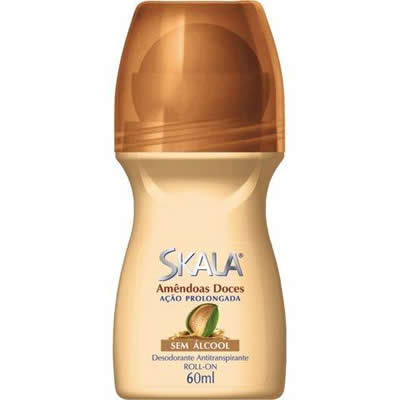 SKALA®
Amêndoas Doces
AÇÃO PROLONGADA
SEM ÁLCOOL
Desodorante Antitranspirante
ROLL-ON
60ml